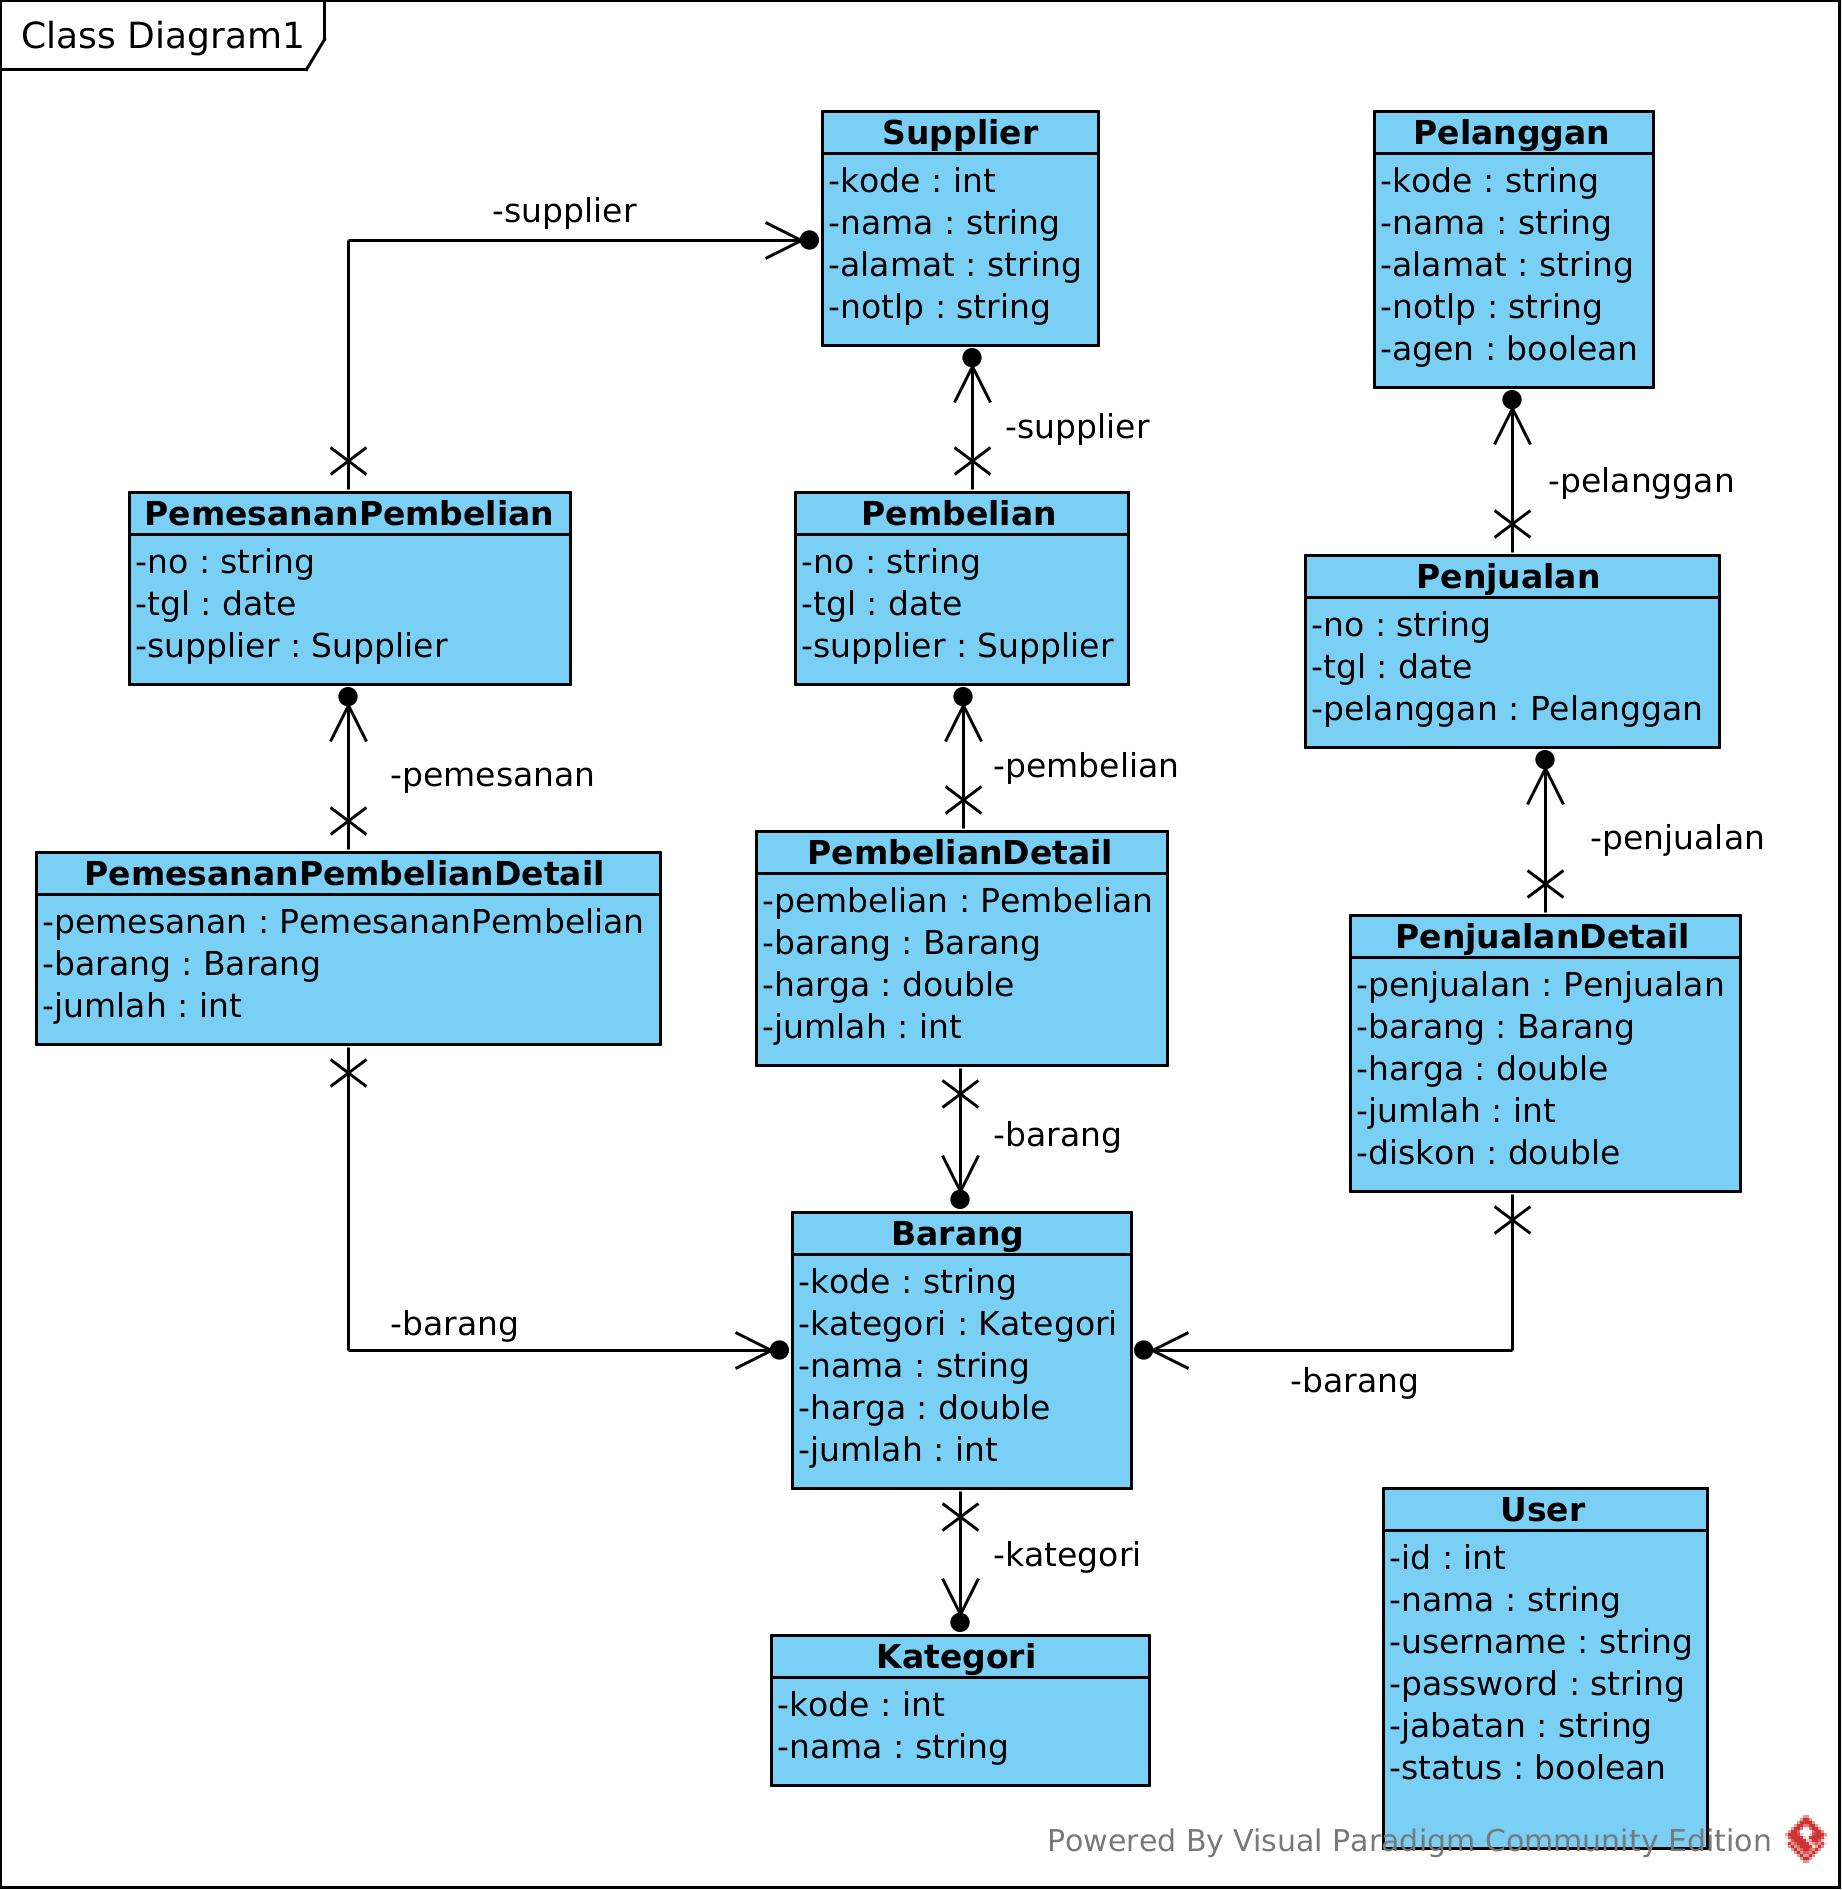 Class Diagram1
Supplier
-kode : int
-nama : string
-alamat : string
-notlp : string
Pelanggan
-kode : string
-nama : string
-alamat : string
-notlp : string
-agen : boolean
-supplier
-supplier
-pelanggan
PemesananPembelian
-no : string
-tgl : date
-supplier : Supplier
Pembelian
-no : string
-tgl : date
-supplier : Supplier
Penjualan
-no : string
-tgl : date
-pelanggan : Pelanggan
-pemesanan
-pembelian
-penjualan
PemesananPembelianDetail
-pemesanan : PemesananPembelian
-barang : Barang
-jumlah : int
PembelianDetail
-pembelian : Pembelian
-barang : Barang
-harga : double
-jumlah : int
PenjualanDetail
-penjualan : Penjualan
-barang : Barang
-harga : double
-jumlah : int
-diskon : double
-barang
-barang
-barang
Barang
-kode : string
-kategori : Kategori
-nama : string
-harga : double
-jumlah : int
-kategori
Kategori
-kode : int
-nama : string
User
-id : int
-nama : string
-username : string
-password : string
-jabatan : string
-status : boolean
Powered By Visual Paradigm Community Edition